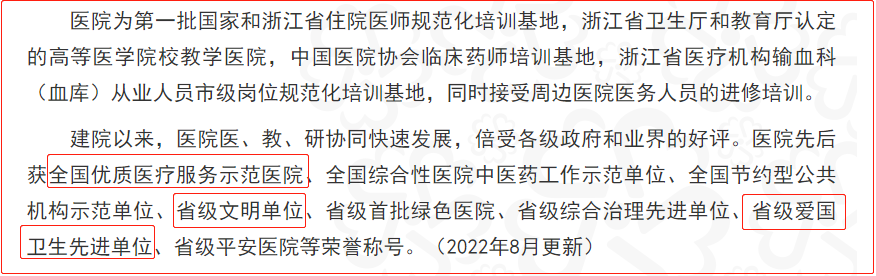 医院为第一批国家和浙江省住院医师规范化培训基地，浙江省卫生厅和教育厅认定
的高等医学院校教学医院，中国医院协会临床药师培训基地，浙江省医疗机构输血科
（血库）从业人员市级岗位规范化培训基地，同时接受周边医院医务人员的进修培训。
建院以来，医院医、教、研协同快速发展，倍受各级政府和业界的好评。医院先后
获全国优质医疗服务示范医院、全国综合性医院中医药工作示范单位、全国节约型公共
机构示范单位、省级文明单位、省级首批绿色医院、省级综合治理先进单位、省级爱国
卫生先进单位、省级平安医院等荣誉称号。（2022年8月更新）